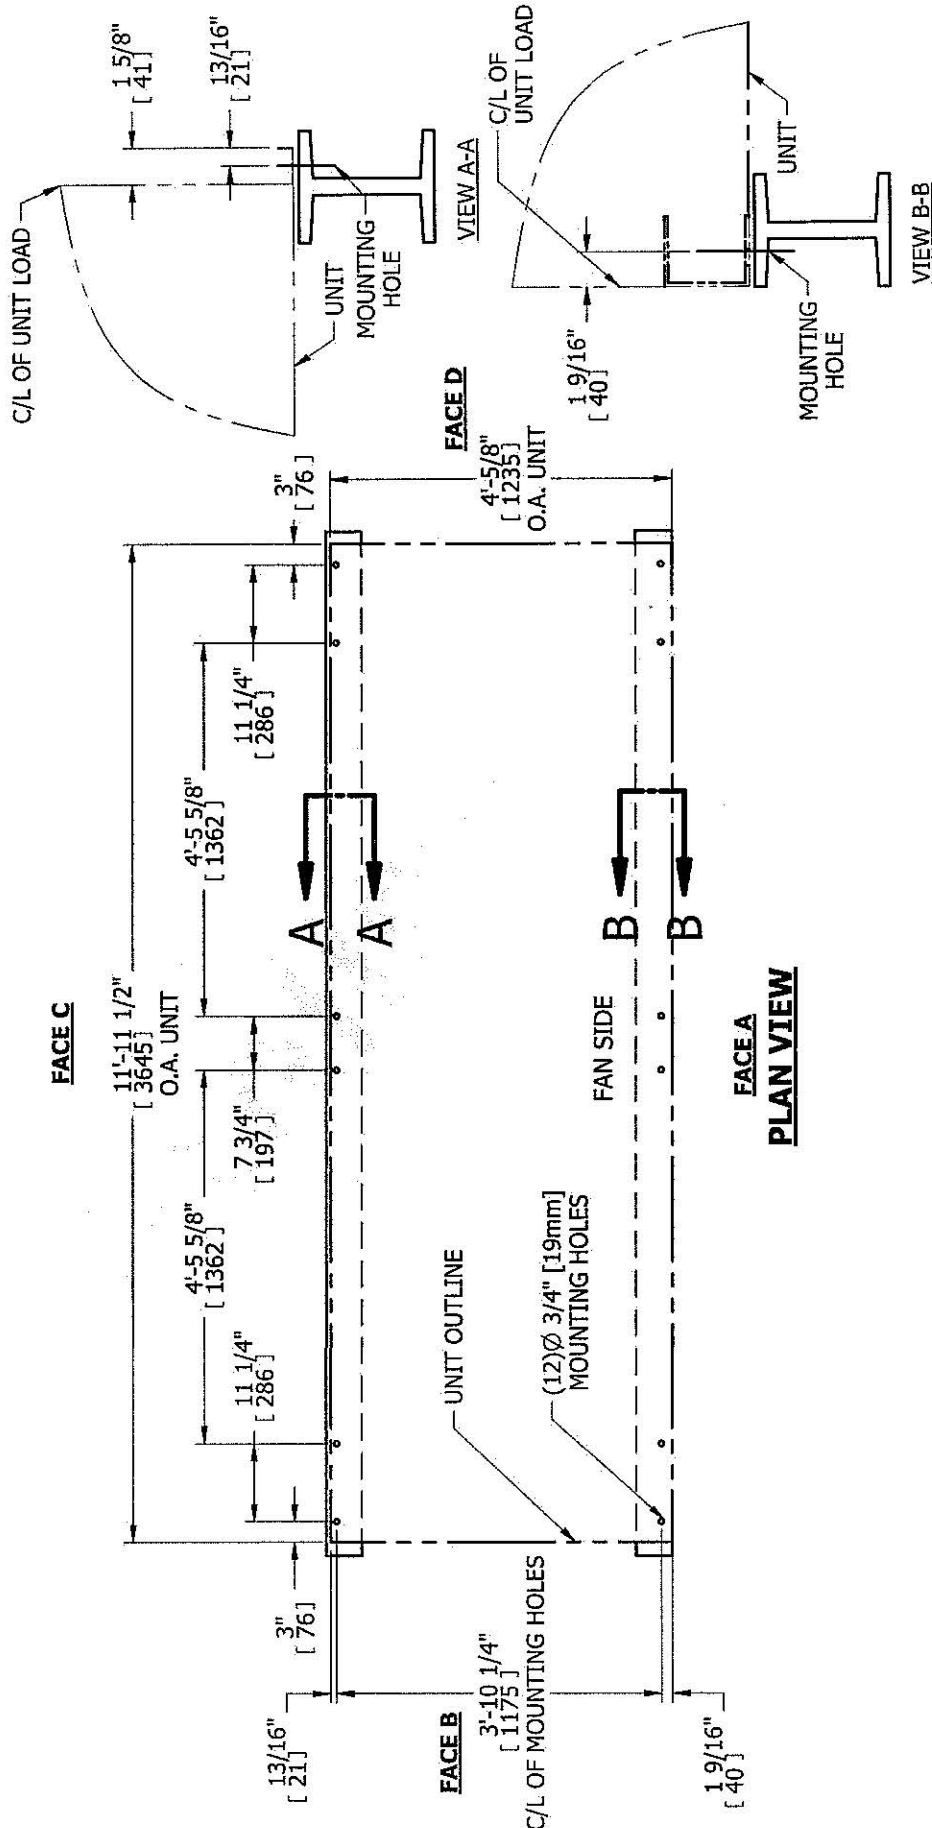 FACE C
11'-11 1/2"
[ 3645]
O.A. UNIT
4'-5 5/8"
[ 1362 ]
4'-5 5/8"
[ 1362 ]
11 1/4"
[ 286 ]
7 3/4"
[ 197 ]
11 1/4"
[ 286 ]
3"
[ 76 ]
3"
[ 76 ]
13/16"
[ 21]
FACE B
3'-10 1/4"
[ 1175 ]
C/L OF MOUNTING HOLES
1 9/16"
[ 40 ]
UNIT OUTLINE
(12)Ø 3/4" [19mm]
MOUNTING HOLES
FAN SIDE
A
A
B
B
FACE D
4'-5/8"
[ 1235]
O.A. UNIT
FACE A
PLAN VIEW
C/L OF UNIT LOAD
1 5/8"
[ 41]
13/16"
[ 21]
UNIT
MOUNTING
HOLE
VIEW A-A
C/L OF
UNIT LOAD
1 9/16"
[ 40]
UNIT
MOUNTING
HOLE
VIEW B-B